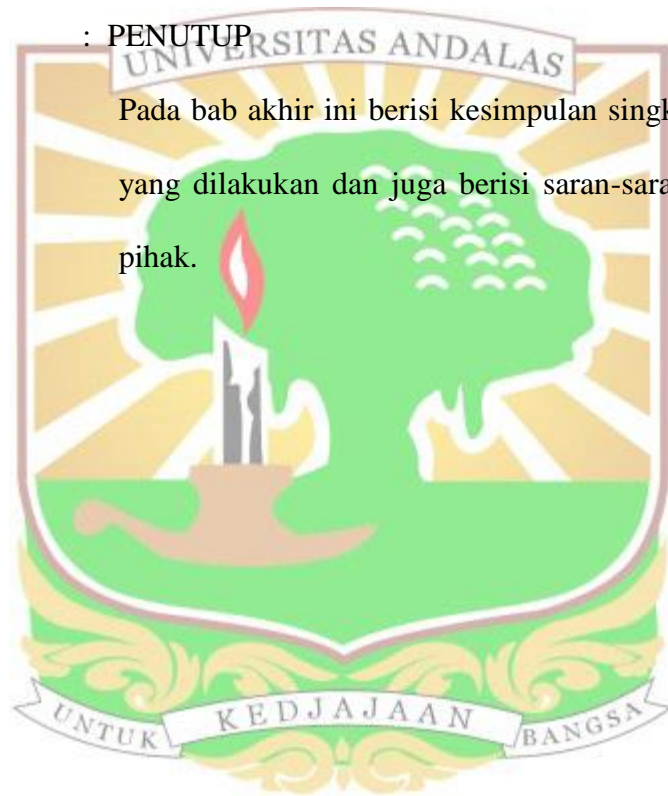 : PENUTUP
UNIVERSITAS ANDALAS
Pada bab akhir ini berisi kesimpulan singk
yang dilakukan dan juga berisi saran-sara
pihak.
UNTUK KEDJAJAAN BANGSA